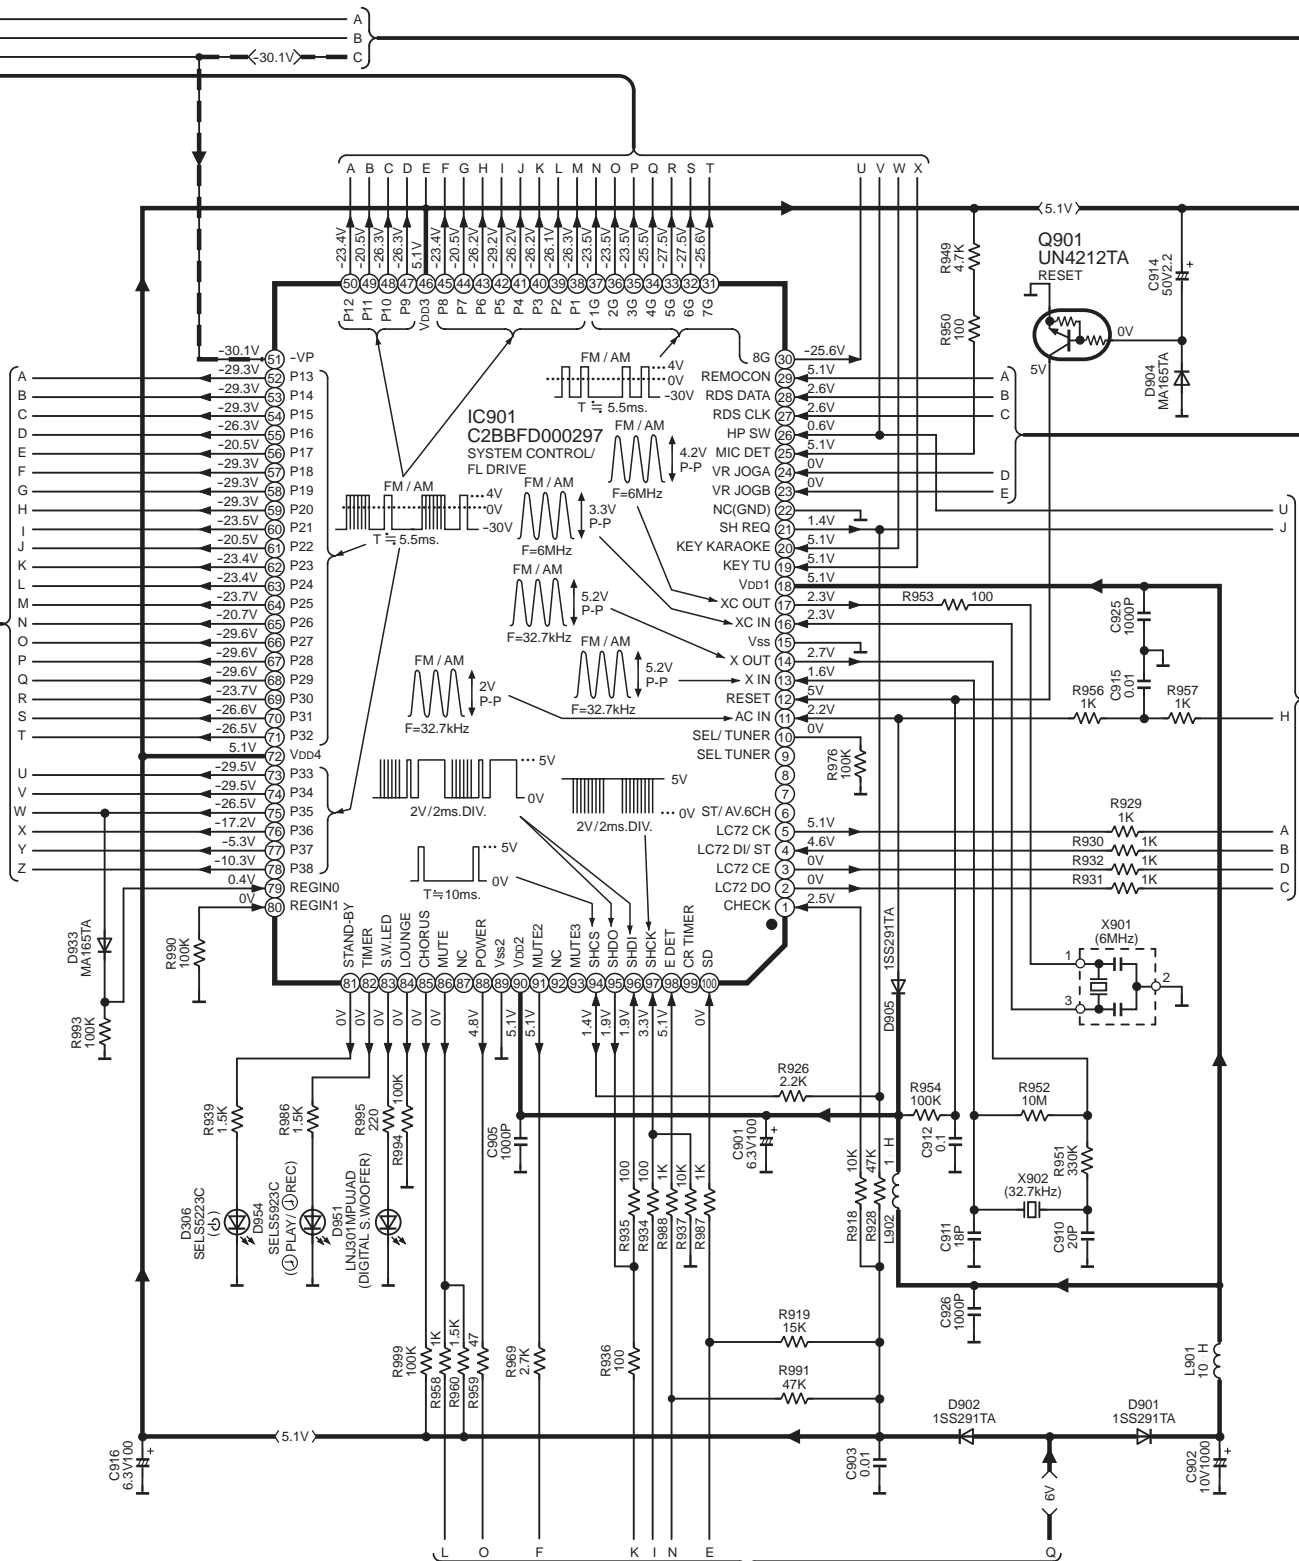 A
B
-30.1V
C
A B C D E F G H I J K L M N O P Q R S T U V W X
5.1V
-23.4V -20.5V -26.3V -26.3V 5.1V -23.4V -20.5V -26.2V -29.2V -26.2V -26.2V -26.1V -23.5V -23.5V -23.5V -23.5V -25.5V -27.5V -27.5V -25.6V
50 49 48 47 46 45 44 43 42 41 40 39 38 37 36 35 34 33 32 31
P12 P11 P10 P9 VDD3 P8 P7 P6 P5 P4 P3 P2 P1 1G 2G 3G 4G 5G 6G 7G
R949
4.7K
R950
100
Q901
UN4212TA
RESET
0V
5V
C914
50V2.2
+
D904
MA165TA
-30.1V 51 -VP
A -29.3V 52 P13
B -29.3V 53 P14
C -29.3V 54 P15
D -26.3V 55 P16
E -20.5V 56 P17
F -29.3V 57 P18
G -29.3V 58 P19
H -29.3V 59 P20
I -23.5V 60 P21
J -20.5V 61 P22
K -23.4V 62 P23
L -23.4V 63 P24
M -23.7V 64 P25
N -20.7V 65 P26
O -29.6V 66 P27
P -29.6V 67 P28
Q -29.6V 68 P29
R -23.7V 69 P30
S -26.6V 70 P31
T -26.5V 71 P32
5.1V 72 VDD4
U -29.5V 73 P33
V -29.5V 74 P34
W -26.5V 75 P35
X -17.2V 76 P36
Y -5.3V 77 P37
Z -10.3V 78 P38
0.4V 79 REGIN0
0V 80 REGIN1
FM / AM
4V
0V
-30V
T ≒ 5.5ms.
IC901
C2BBFD000297
SYSTEM CONTROL/
FL DRIVE
FM / AM
4.2V
P-P
F=6MHz
FM / AM
3.3V
P-P
F=6MHz
FM / AM
4V
0V
-30V
T ≒ 5.5ms.
FM / AM
5.2V
P-P
F=32.7kHz
FM / AM
5.2V
P-P
F=32.7kHz
FM / AM
2V
P-P
F=32.7kHz
5V
0V
2V/2ms.DIV.
5V
0V
2V/2ms.DIV.
5V
0V
T≒10ms.
8G 30 -25.6V
REMOCON 29 5.1V A
RDS DATA 28 2.6V B
RDS CLK 27 2.6V C
HP SW 26 0.6V
MIC DET 25 5.1V
VR JOGA 24 0V D
VR JOGB 23 0V E
NC(GND) 22 U
SH REQ 21 1.4V J
KEY KARAOKE 20 5.1V
KEY TU 19 5.1V
VDD1 18 5.1V
XC OUT 17 2.3V R953 100
XC IN 16 2.3V
Vss 15
X OUT 14 2.7V
X IN 13 1.6V
RESET 12 5V
AC IN 11 2.2V H
SEL/ TUNER 10 0V
SEL TUNER 9
8
7
ST/ AV.6CH 6
LC72 CK 5 5.1V A
LC72 DI/ ST 4 4.6V B
LC72 CE 3 0V D
LC72 DO 2 0V C
CHECK 1 2.5V
C925
1000P
C915
0.01
R956
1K
R957
1K
R976
100K
R929
1K
R930 1K
R932 1K
R931 1K
X901
(6MHz)
1
2
3
D933
MA165TA
R990
100K
R993
100K
STAND-BY TIMER S.W.LED LOUNGE CHORUS MUTE NC POWER Vss2 VDD2 MUTE2 NC MUTE3 SHCS SHDO SHDI SHCK E DET CR TIMER SD
81 82 83 84 85 86 87 88 89 90 91 92 93 94 95 96 97 98 99 100
0V 0V 0V 0V 0V 0V 4.8V 5.1V 5.1V 1.4V 1.9V 1.9V 3.3V 5.1V 0V
1SS291TA
D905
R939
1.5K
R986
1.5K
R995
220
R994
100K
C905
1000P
R926
2.2K
C901
6.3V100
+
R954
100K
C912
0.1
R952
10M
R951
330K
X902
(32.7kHz)
C911
18P
C910
20P
D306
SELS5223C
D954
SELS5923C
( PLAY/ REC)
D951
LNJ301MPUJAD
(DIGITAL S.WOOFER)
R935 100
R934 100
R988 1K
R937 10K
R987 1K
R918 10K
R928 47K
L902 1 H
C926
1000P
R999
100K
R958 1K
R960 1.5K
R959 47
R969
2.7K
R936
100
R919
15K
R991
47K
L901
10 H
D902
1SS291TA
D901
1SS291TA
5.1V
C916
6.3V100
+
C903
0.01
6V
C902
10V1000
+
L O F K I N E Q